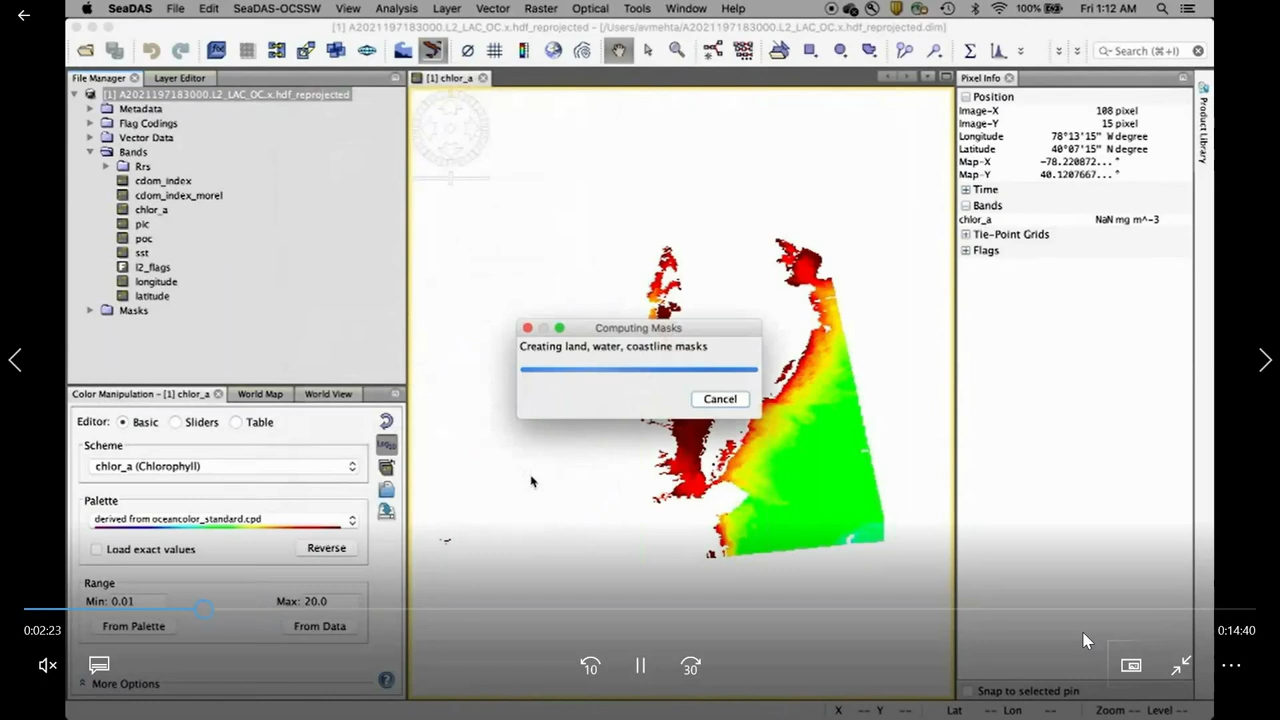 SeaDAS File Edit SeaDAS-OCSSW View Analysis Layer Vector Raster Optical Tools Window Help 100% Fri 1:12 AM
[1] A2021197183000.L2_LAC_OC.x.hdf_reprojected - [/Users/avmehta/A2021197183000.L2_LAC_OC.x.hdf_reprojected.dim]
Search (⌘+I)
File Manager Layer Editor
[1] chlor_a
Pixel Info
[1] A2021197183000.L2_LAC_OC.x.hdf_reprojected
Metadata
Flag Codings
Vector Data
Bands
Rrs
cdom_index
cdom_index_morel
chlor_a
pic
poc
sst
l2_flags
longitude
latitude
Masks
Position
Image-X 108 pixel
Image-Y 15 pixel
Longitude 78°13'15" W degree
Latitude 40°07'15" N degree
Map-X -78.220872... °
Map-Y 40.1207667... °
Time
Bands
chlor_a NaN mg m^-3
Tie-Point Grids
Flags
Product Library
Computing Masks
Creating land, water, coastline masks
Cancel
Color Manipulation - [1] chlor_a World Map World View
Editor: Basic Sliders Table
Scheme
chlor_a (Chlorophyll)
Palette
derived from oceancolor_standard.cpd
Load exact values Reverse
Range
Min: 0.01 Max: 20.0
From Palette From Data
More Options
Snap to selected pin
X -- Y -- Lat -- Lon -- Zoom -- Level --
0:02:23 0:14:40
10 30